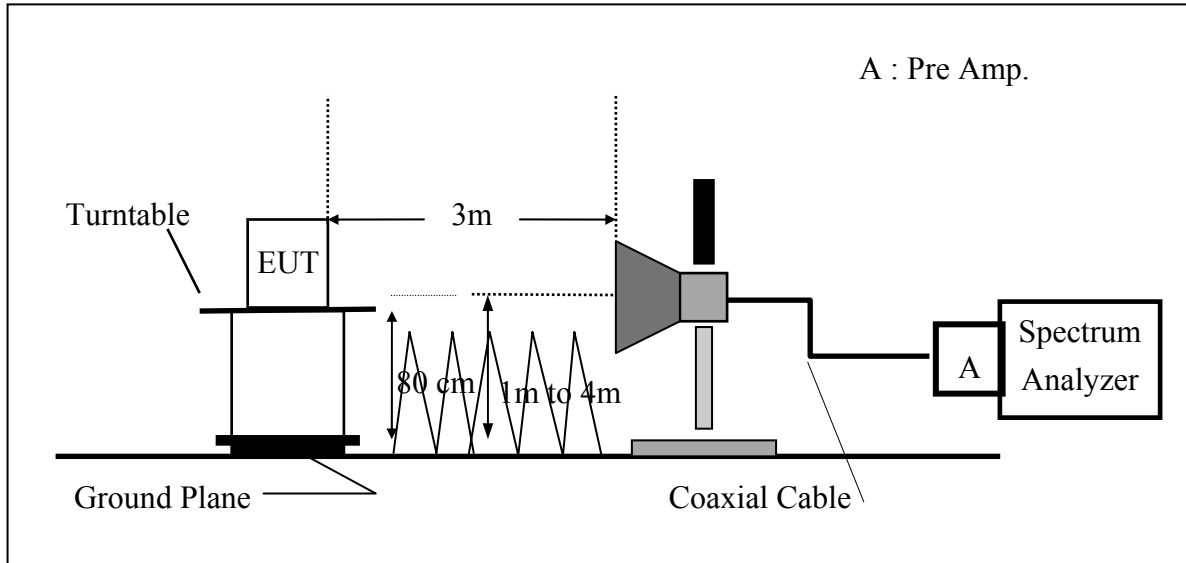 A : Pre Amp.
Turntable
3m
EUT
80 cm
1m to 4m
A
Spectrum
Analyzer
Ground Plane
Coaxial Cable